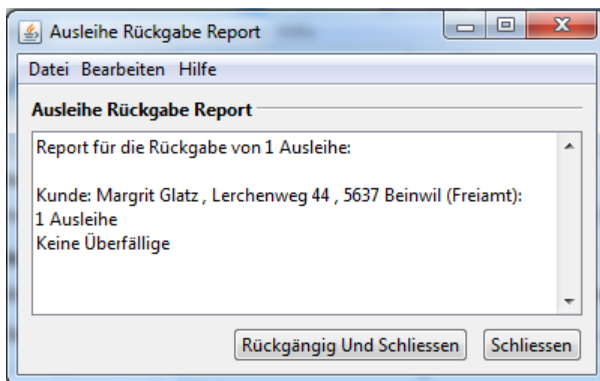 Ausleihe Rückgabe Report
Datei Bearbeiten Hilfe
Ausleihe Rückgabe Report
Report für die Rückgabe von 1 Ausleihe:
Kunde: Margrit Glatz , Lerchenweg 44 , 5637 Beinwil (Freiamt):
1 Ausleihe
Keine Überfällige
Rückgängig Und Schliessen Schliessen